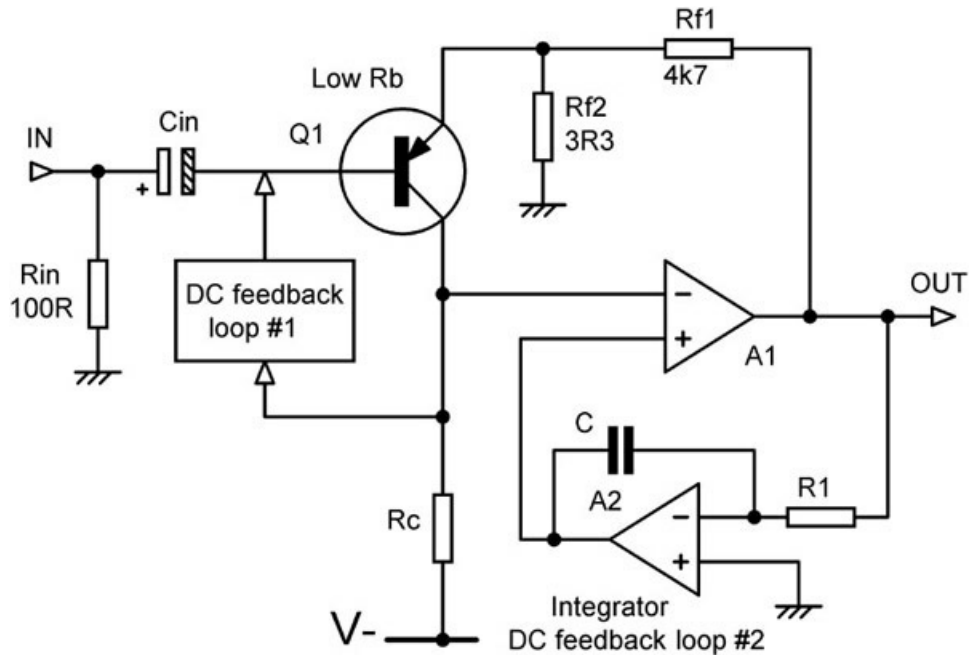 Rf1
4k7
Low Rb
Rf2
3R3
Cin
Q1
IN
+
Rin
100R
DC feedback
loop #1
OUT
−
+
A1
C
R1
A2
−
+
Rc
Integrator
DC feedback loop #2
V-